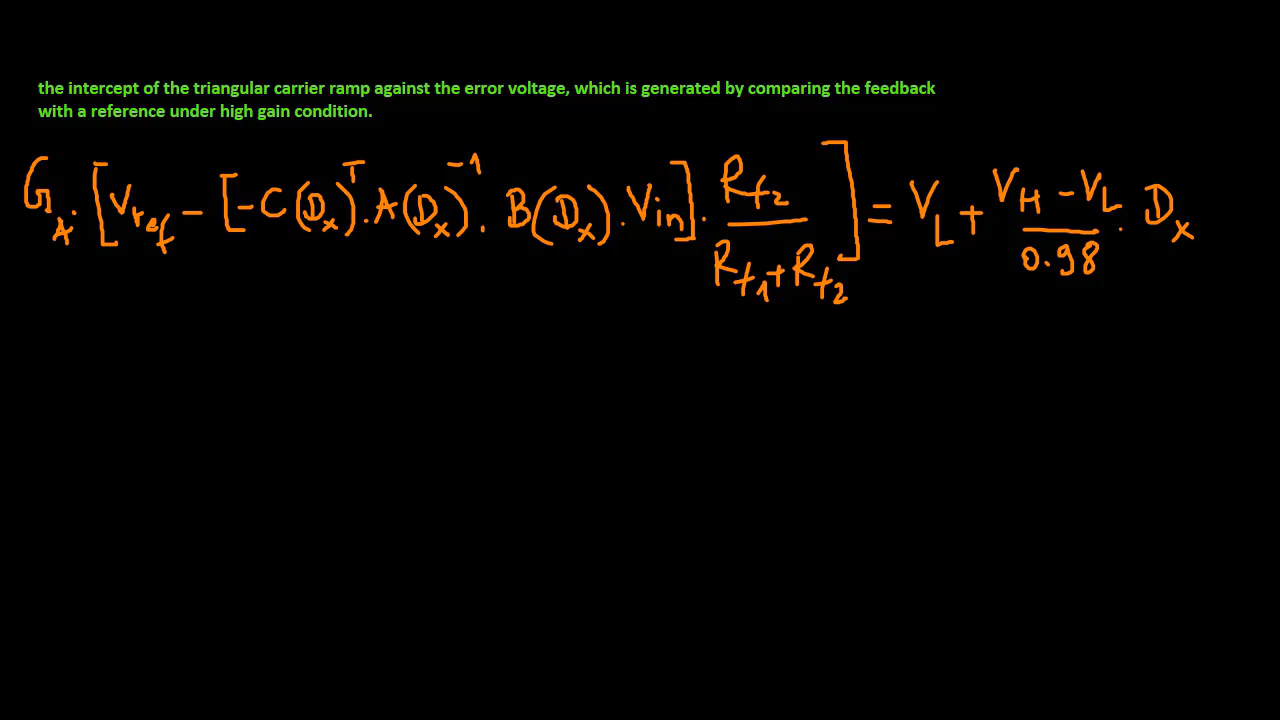 the intercept of the triangular carrier ramp against the error voltage, which is generated by comparing the feedback
with a reference under high gain condition.
G_A · [V_ref − [−C(D_x)^T · A(D_x)^−1 · B(D_x) · V_in] · R_f2 / (R_f1 + R_f2)] = V_L + (V_H − V_L) / 0.98 · D_x